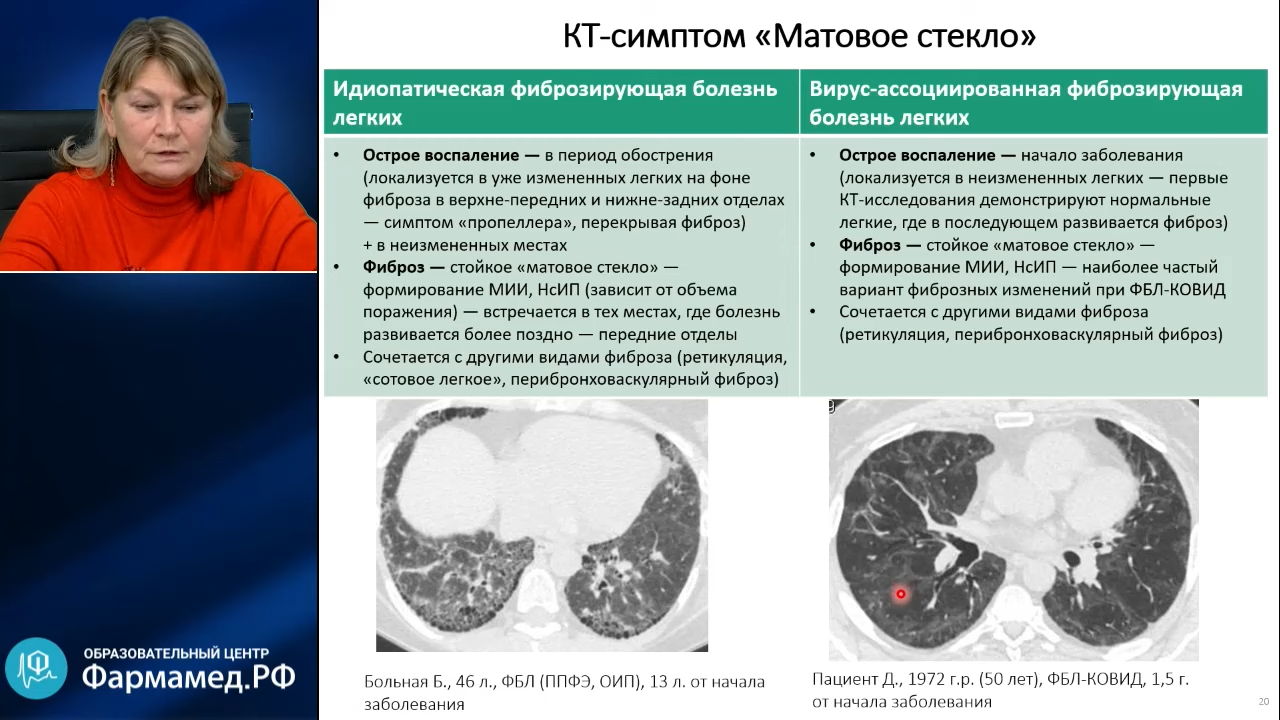 КТ-симптом «Матовое стекло»
Идиопатическая фиброзирующая болезнь
легких
• Острое воспаление — в период обострения
(локализуется в уже измененных легких на фоне
фиброза в верхне-передних и нижне-задних отделах
— симптом «пропеллера», перекрывая фиброз)
+ в неизмененных местах
• Фиброз — стойкое «матовое стекло» —
формирование МИИ, НсИП (зависит от объема
поражения) — встречается в тех местах, где болезнь
развивается более поздно — передние отделы
• Сочетается с другими видами фиброза (ретикуляция,
«сотовое легкое», перибронховаскулярный фиброз)
Вирус-ассоциированная фиброзирующая
болезнь легких
• Острое воспаление — начало заболевания
(локализуется в неизмененных легких — первые
КТ-исследования демонстрируют нормальные
легкие, где в последующем развивается фиброз)
• Фиброз — стойкое «матовое стекло» —
формирование МИИ, НсИП — наиболее частый
вариант фиброзных изменений при ФБЛ-КОВИД
• Сочетается с другими видами фиброза
(ретикуляция, перибронховаскулярный фиброз)
Больная Б., 46 л., ФБЛ (ППФЭ, ОИП), 13 л. от начала
заболевания
Пациент Д., 1972 г.р. (50 лет), ФБЛ-КОВИД, 1,5 г.
от начала заболевания
20
ОБРАЗОВАТЕЛЬНЫЙ ЦЕНТР
Фармамед.РФ